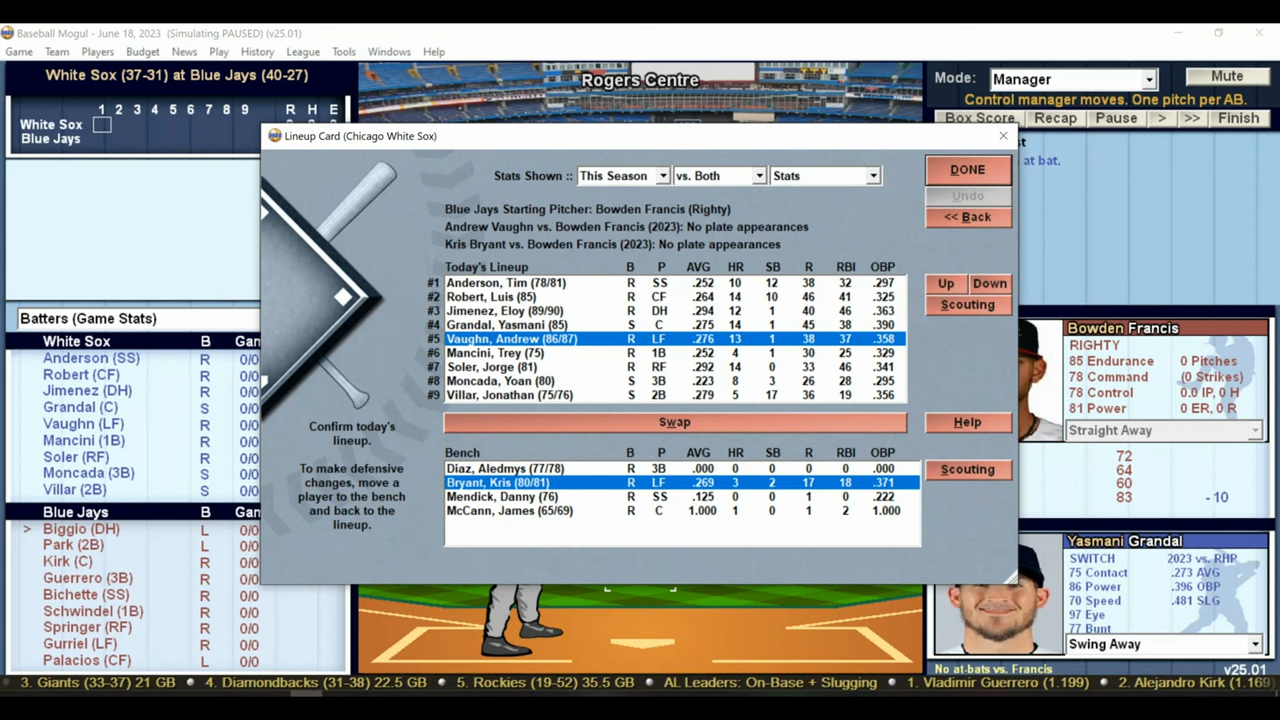 Baseball Mogul - June 18, 2023 (Simulating PAUSED) (v25.01)
Game Team Players Budget News Play History League Tools Windows Help
White Sox (37-31) at Blue Jays (40-27)
1 2 3 4 5 6 7 8 9 R H E
White Sox
Blue Jays
Rogers Centre
Mode: Manager Mute
Control manager moves. One pitch per AB.
Box Score Recap Pause > >> Finish
at bat.
Lineup Card (Chicago White Sox)
Stats Shown :: This Season vs. Both Stats
DONE
Undo
<< Back
Blue Jays Starting Pitcher: Bowden Francis (Righty)
Andrew Vaughn vs. Bowden Francis (2023): No plate appearances
Kris Bryant vs. Bowden Francis (2023): No plate appearances
Today's Lineup B P AVG HR SB R RBI OBP
#1 Anderson, Tim (78/81) R SS .252 10 12 38 32 .297
#2 Robert, Luis (85) R CF .264 14 10 46 41 .325
#3 Jimenez, Eloy (89/90) R DH .294 12 1 40 46 .363
#4 Grandal, Yasmani (85) S C .275 14 1 45 38 .390
#5 Vaughn, Andrew (86/87) R LF .276 13 1 38 37 .358
#6 Mancini, Trey (75) R 1B .252 4 1 30 25 .329
#7 Soler, Jorge (81) R RF .292 14 0 33 46 .341
#8 Moncada, Yoan (80) S 3B .223 8 3 26 28 .295
#9 Villar, Jonathan (75/76) S 2B .279 5 17 36 19 .356
Up Down
Scouting
Swap
Help
Confirm today's
lineup.
To make defensive
changes, move a
player to the bench
and back to the
lineup.
Bench B P AVG HR SB R RBI OBP
Diaz, Aledmys (77/78) R 3B .000 0 0 0 0 .000
Bryant, Kris (80/81) R LF .269 3 2 17 18 .371
Mendick, Danny (76) R SS .125 0 0 1 0 .222
McCann, James (65/69) R C 1.000 1 0 1 2 1.000
Scouting
Batters (Game Stats)
White Sox B
Anderson (SS) R 0/0
Robert (CF) R 0/0
Jimenez (DH) R 0/0
Grandal (C) S 0/0
Vaughn (LF) R 0/0
Mancini (1B) R 0/0
Soler (RF) R 0/0
Moncada (3B) S 0/0
Villar (2B) S 0/0
Blue Jays B
> Biggio (DH) L 0/0
Park (2B) L 0/0
Kirk (C) R 0/0
Guerrero (3B) R 0/0
Bichette (SS) R 0/0
Schwindel (1B) R 0/0
Springer (RF) R 0/0
Gurriel (LF) R 0/0
Palacios (CF) L 0/0
Bowden Francis
RIGHTY
85 Endurance 0 Pitches
78 Command (0 Strikes)
78 Control 0.0 IP, 0 H
81 Power 0 ER, 0 R
Straight Away
72
64
60
83 - 10
Yasmani Grandal
SWITCH 2023 vs. RHP
75 Contact .273 AVG
86 Power .396 OBP
70 Speed .481 SLG
97 Eye
77 Bunt
Swing Away
No at-bats vs. Francis v25.01
3. Giants (33-37) 21 GB • 4. Diamondbacks (31-38) 22.5 GB • 5. Rockies (19-52) 35.5 GB • AL Leaders: On-Base + Slugging • 1. Vladimir Guerrero (1.199) • 2. Alejandro Kirk (1.169)